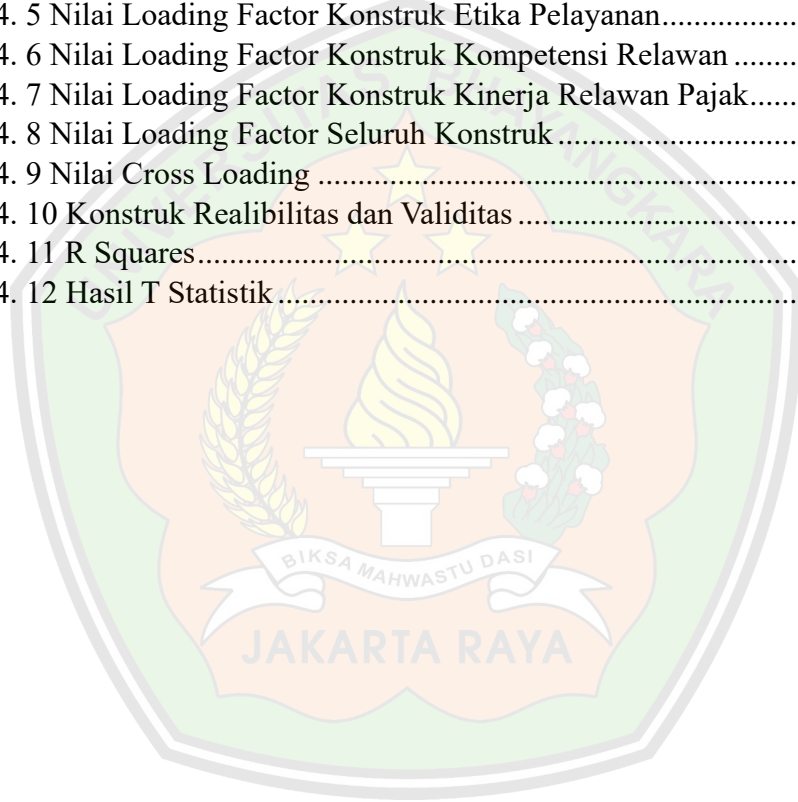 4. 5 Nilai Loading Factor Konstruk Etika Pelayanan................
4. 6 Nilai Loading Factor Konstruk Kompetensi Relawan ........
4. 7 Nilai Loading Factor Konstruk Kinerja Relawan Pajak......
4. 8 Nilai Loading Factor Seluruh Konstruk..............................
4. 9 Nilai Cross Loading ............................................................
4. 10 Konstruk Realibilitas dan Validitas ...................................
4. 11 R Squares...........................................................................
4. 12 Hasil T Statistik.................................................................
UNIVERSITAS BHAYANGKARA
BIKSA MAHWASTU DASI
JAKARTA RAYA